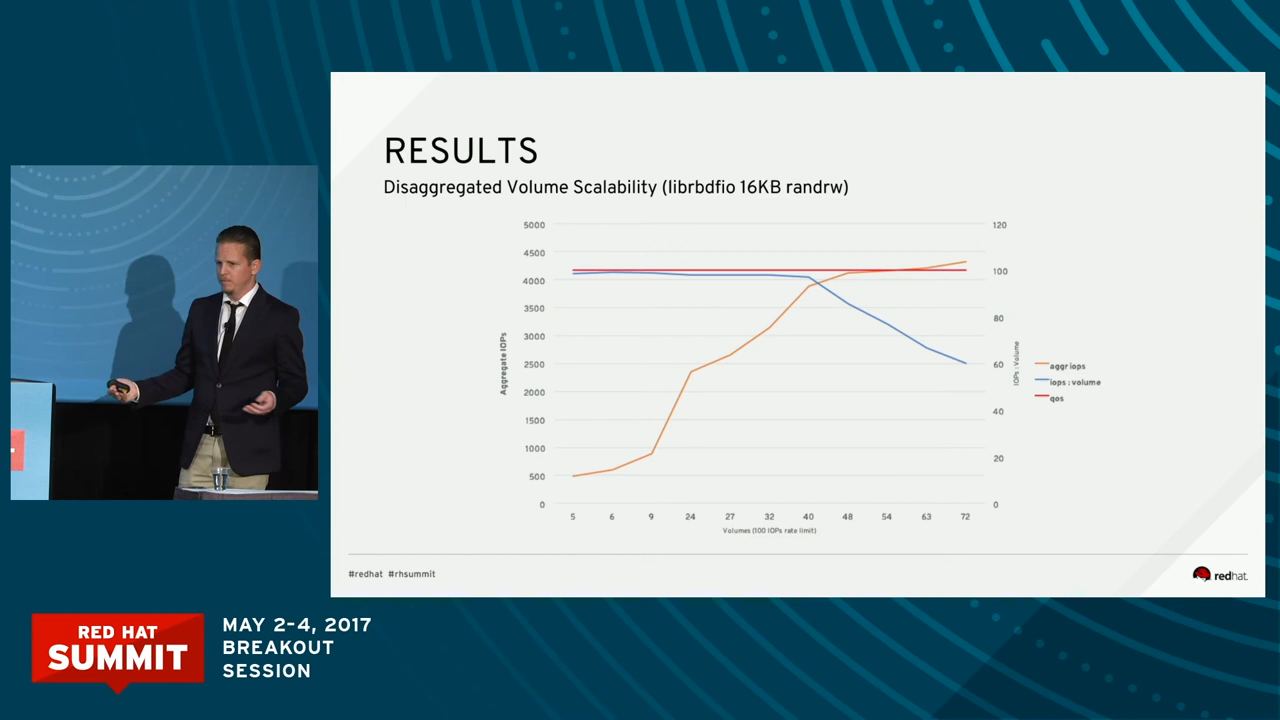 RESULTS
Disaggregated Volume Scalability (librbdfio 16KB randrw)
5000
4500
4000
3500
3000
2500
2000
1500
1000
500
0
Aggregate IOPs
120
100
80
60
40
20
0
IOPs : Volume
5 6 9 24 27 32 40 48 54 63 72
Volumes (100 IOPs rate limit)
aggr iops
iops : volume
qos
#redhat #rhsummit
redhat.
RED HAT
SUMMIT
MAY 2-4, 2017
BREAKOUT
SESSION